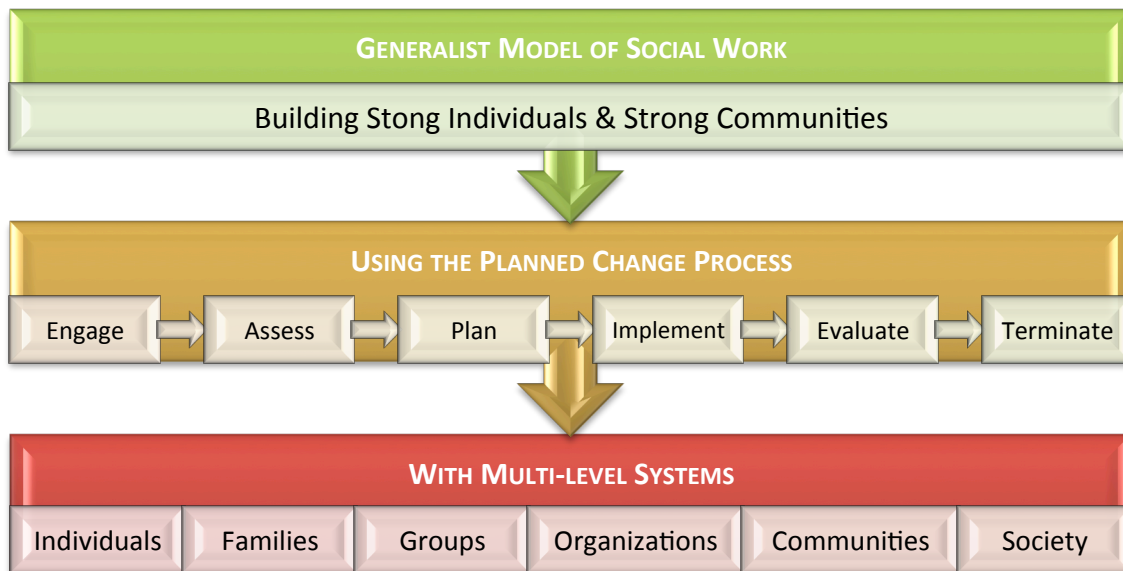 GENERALIST MODEL OF SOCIAL WORK
Building Stong Individuals & Strong Communities
USING THE PLANNED CHANGE PROCESS
Engage
Assess
Plan
Implement
Evaluate
Terminate
WITH MULTI-LEVEL SYSTEMS
Individuals
Families
Groups
Organizations
Communities
Society